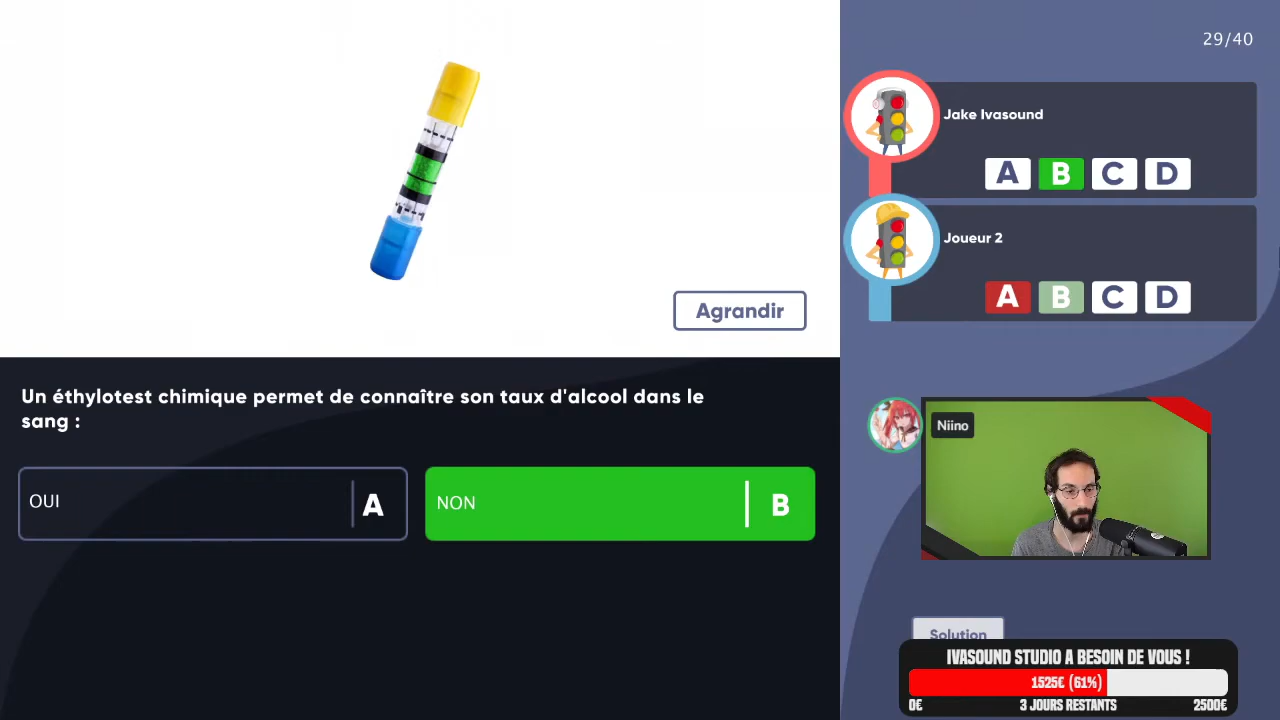 29/40
Jake Ivasound
A B C D
Joueur 2
A B C D
Agrandir
Un éthylotest chimique permet de connaître son taux d'alcool dans le
sang :
OUI A
NON B
Niino
Solution
IVASOUND STUDIO A BESOIN DE VOUS !
1525€ (61%)
0€ 3 JOURS RESTANTS 2500€